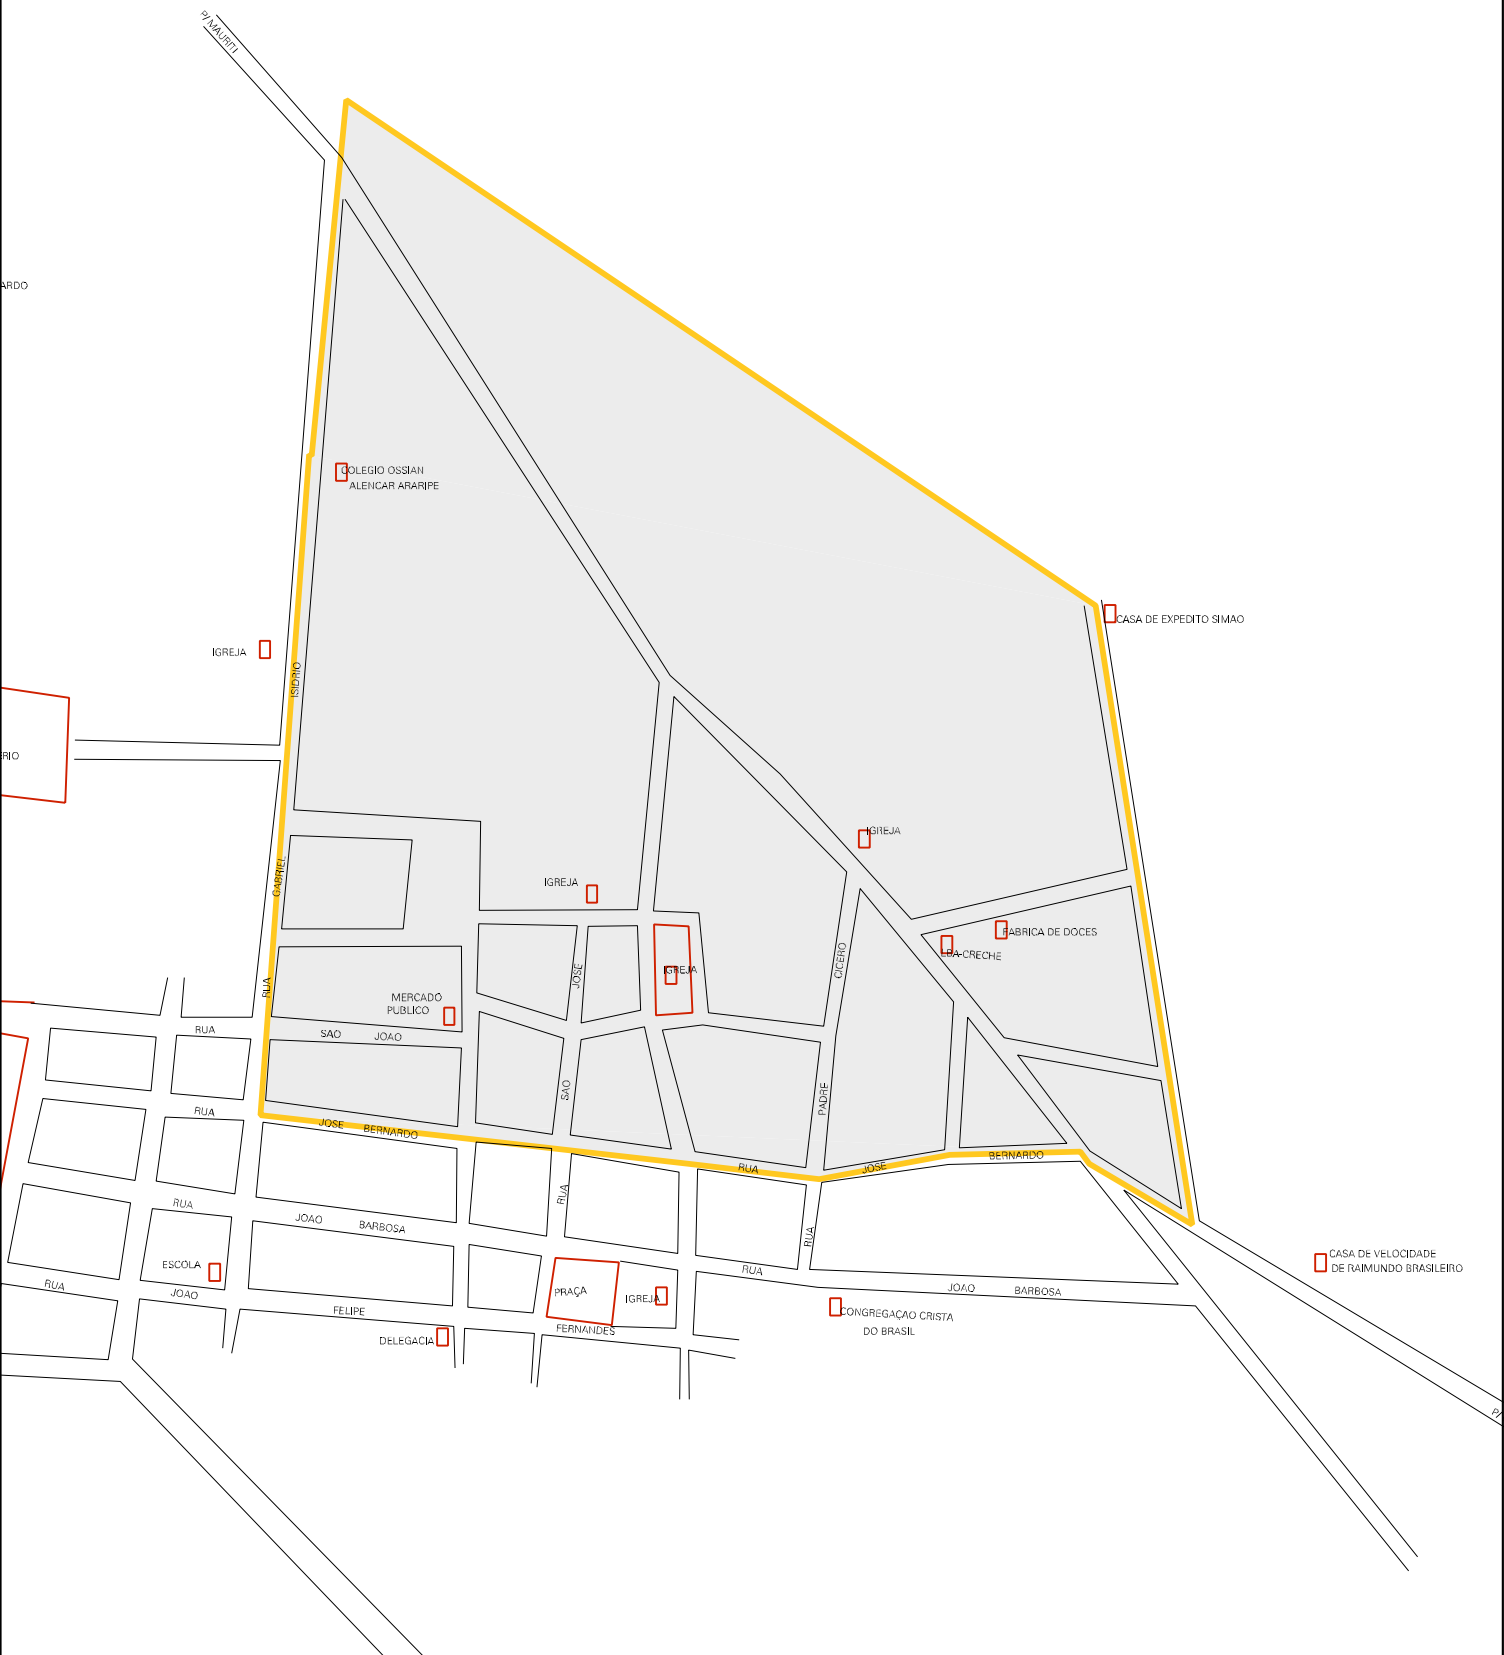 P/ MAURITI
ARDO
COLEGIO OSSIAN
ALENCAR ARARIPE
CASA DE EXPEDITO SIMAO
IGREJA
ISIDRIO
ERIO
IGREJA
GABRIEL
IGREJA
FABRICA DE DOCES
LBA-CRECHE
CICERO
IGREJA
JOSE
RUA
MERCADO
PUBLICO
RUA
SAO JOAO
SAO
PADRE
RUA
JOSE BERNARDO
RUA
JOSE
BERNARDO
RUA
RUA
JOAO BARBOSA
RUA
ESCOLA
RUA
JOAO
FELIPE
FERNANDES
PRAÇA
IGREJA
DELEGACIA
RUA
JOAO BARBOSA
CONGREGAÇAO CRISTA
DO BRASIL
CASA DE VELOCIDADE
DE RAIMUNDO BRASILEIRO
P/